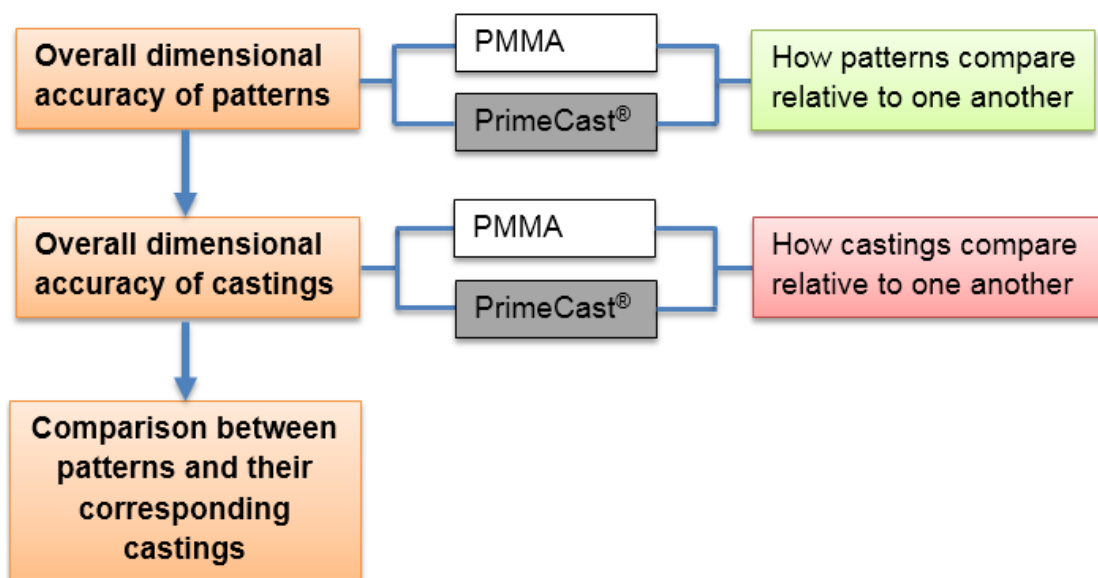 Overall dimensional
accuracy of patterns
PMMA
PrimeCast®
How patterns compare
relative to one another
Overall dimensional
accuracy of castings
PMMA
PrimeCast®
How castings compare
relative to one another
Comparison between
patterns and their
corresponding
castings